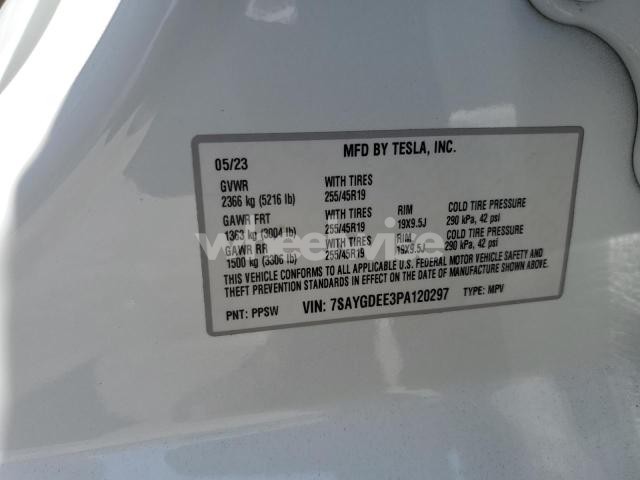 MFD BY TESLA, INC.
05/23
GVWR WITH TIRES
2366 kg (5216 lb) 255/45R19
GAWR FRT WITH TIRES RIM COLD TIRE PRESSURE
1363 kg (3004 lb) 255/45R19 19X9.5J 290 kPa, 42 psi
GAWR RR WITH TIRES RIM COLD TIRE PRESSURE
1500 kg (3306 lb) 255/45R19 19X9.5J 290 kPa, 42 psi
THIS VEHICLE CONFORMS TO ALL APPLICABLE U.S. FEDERAL MOTOR VEHICLE SAFETY AND
THEFT PREVENTION STANDARDS IN EFFECT ON THE DATE OF MANUFACTURE SHOWN ABOVE.
PNT: PPSW VIN: 7SAYGDEE3PA120297 TYPE: MPV
wheelwire